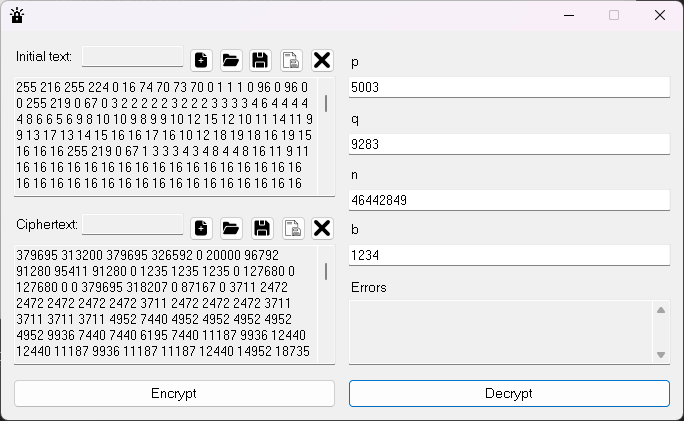 Initial text:
255 216 255 224 0 16 74 70 73 70 0 1 1 1 0 96 0 96 0
0 255 219 0 67 0 3 2 2 2 2 2 3 2 2 2 3 3 3 3 4 6 4 4 4 4
4 8 6 6 5 6 9 8 10 10 9 8 9 9 10 12 15 12 10 11 14 11 9
9 13 17 13 14 15 16 16 17 16 10 12 18 19 18 16 19 15
16 16 16 255 219 0 67 1 3 3 3 4 3 4 8 4 4 8 16 11 9 11
16 16 16 16 16 16 16 16 16 16 16 16 16 16 16 16
16 16 16 16 16 16 16 16 16 16 16 16 16 16 16 16
Ciphertext:
379695 313200 379695 326592 0 20000 96792
91280 95411 91280 0 1235 1235 1235 0 127680 0
127680 0 0 379695 318207 0 87167 0 3711 2472
2472 2472 2472 2472 3711 2472 2472 2472 3711
3711 3711 3711 4952 7440 4952 4952 4952 4952
4952 9936 7440 7440 6195 7440 11187 9936 12440
12440 11187 9936 11187 11187 12440 14952 18735
Encrypt
p
5003
q
9283
n
46442849
b
1234
Errors
Decrypt